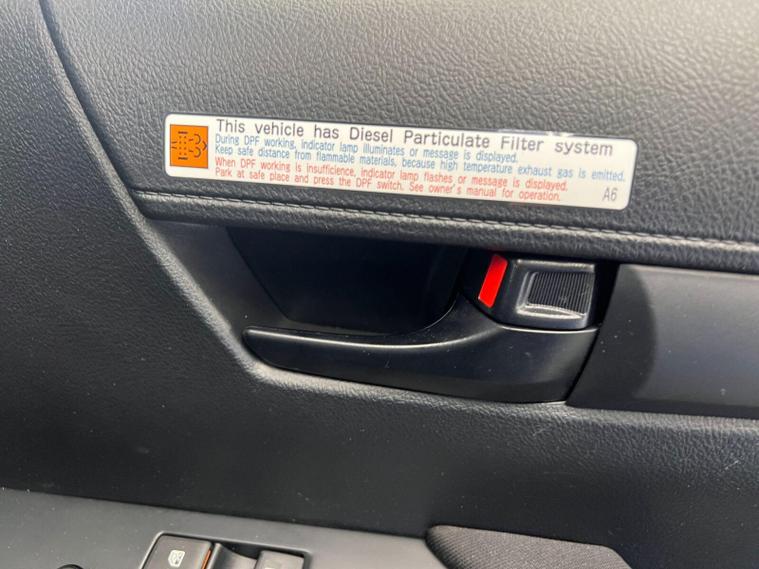 This vehicle has Diesel Particulate Filter system
During DPF working, indicator lamp illuminates or message is displayed.
Keep safe distance from flammable materials, because high temperature exhaust gas is emitted.
When DPF working is insufficience, indicator lamp flashes or message is displayed.
Park at safe place and press the DPF switch. See owner's manual for operation.
A6